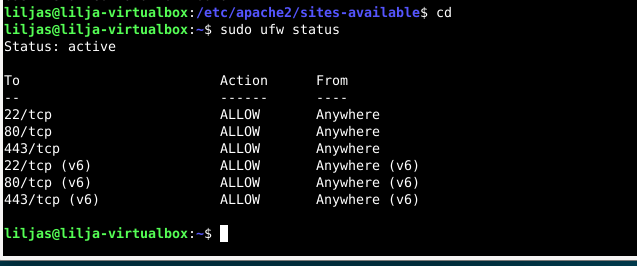 liljas@lilja-virtualbox:/etc/apache2/sites-available$ cd
liljas@lilja-virtualbox:~$ sudo ufw status
Status: active
To                         Action      From
--                         ------      ----
22/tcp                     ALLOW       Anywhere
80/tcp                     ALLOW       Anywhere
443/tcp                    ALLOW       Anywhere
22/tcp (v6)                ALLOW       Anywhere (v6)
80/tcp (v6)                ALLOW       Anywhere (v6)
443/tcp (v6)               ALLOW       Anywhere (v6)
liljas@lilja-virtualbox:~$